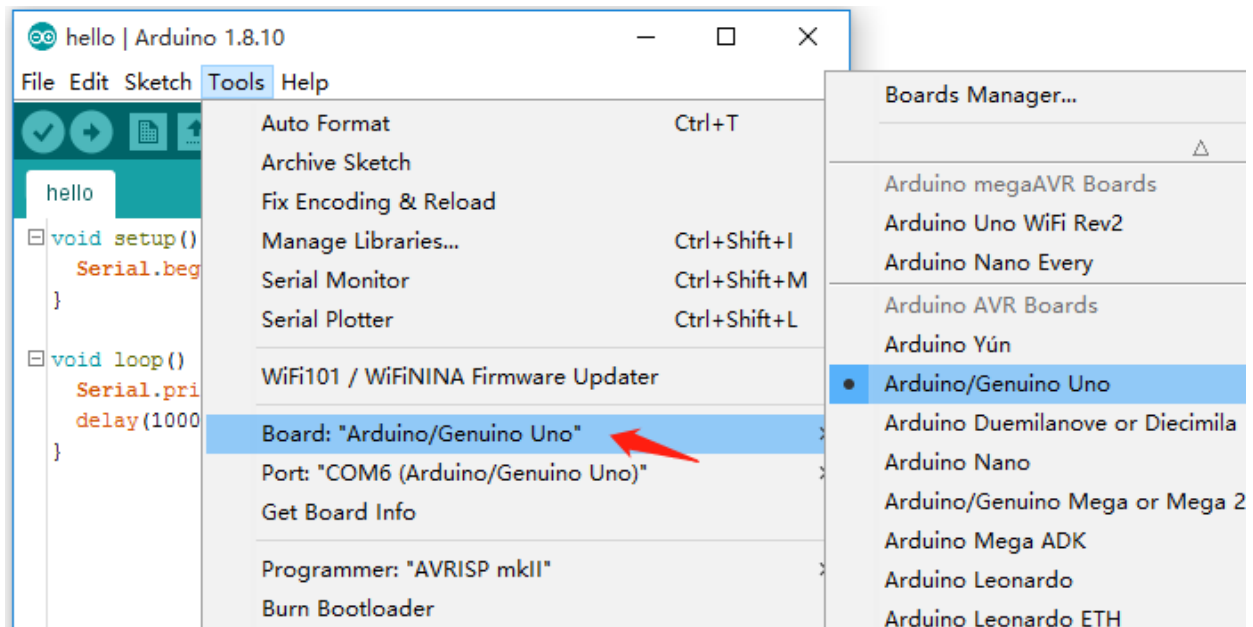 hello | Arduino 1.8.10
File Edit Sketch Tools Help
hello
void setup()
Serial.beg
}
void loop()
Serial.pri
delay(1000
}
Auto Format Ctrl+T
Archive Sketch
Fix Encoding & Reload
Manage Libraries... Ctrl+Shift+I
Serial Monitor Ctrl+Shift+M
Serial Plotter Ctrl+Shift+L
WiFi101 / WiFiNINA Firmware Updater
Board: "Arduino/Genuino Uno"
Port: "COM6 (Arduino/Genuino Uno)"
Get Board Info
Programmer: "AVRISP mkII"
Burn Bootloader
Boards Manager...
Arduino megaAVR Boards
Arduino Uno WiFi Rev2
Arduino Nano Every
Arduino AVR Boards
Arduino Yún
Arduino/Genuino Uno
Arduino Duemilanove or Diecimila
Arduino Nano
Arduino/Genuino Mega or Mega 2
Arduino Mega ADK
Arduino Leonardo
Arduino Leonardo ETH